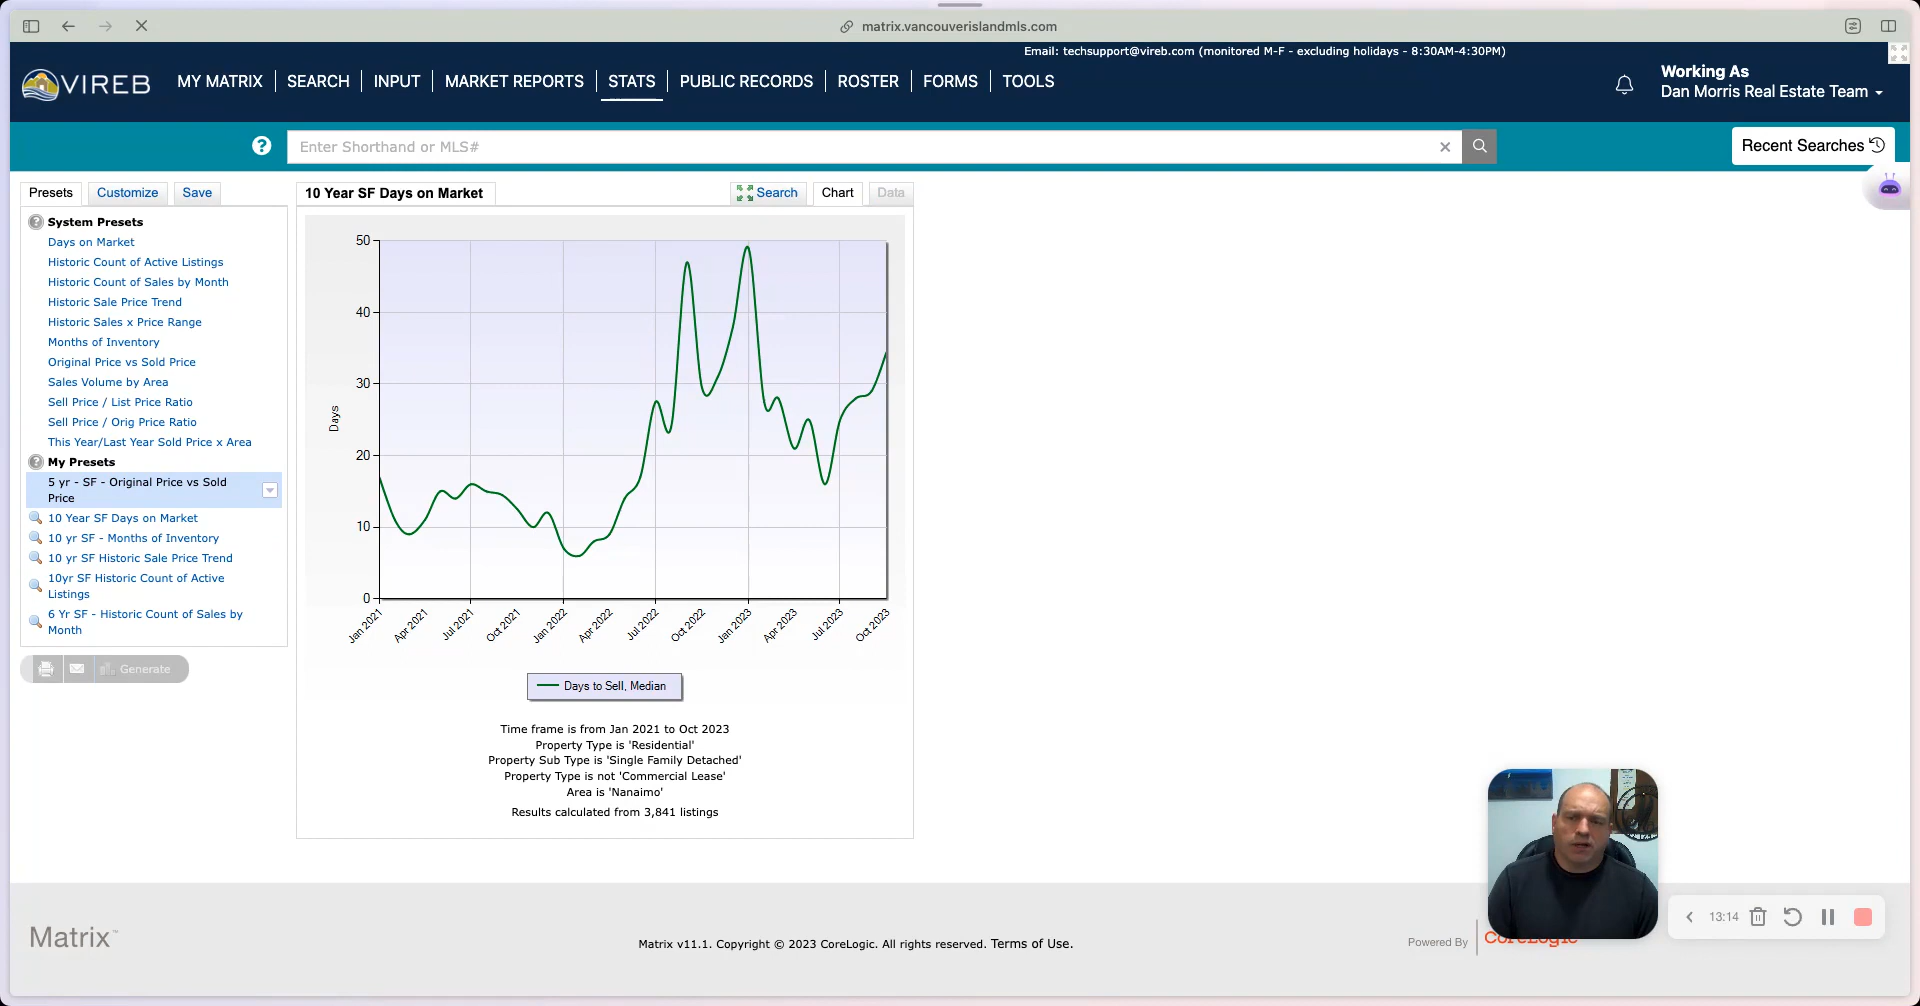 matrix.vancouverislandmls.com
Email: techsupport@vireb.com (monitored M-F - excluding holidays - 8:30AM-4:30PM)
VIREB
MY MATRIX
SEARCH
INPUT
MARKET REPORTS
STATS
PUBLIC RECORDS
ROSTER
FORMS
TOOLS
Working As
Dan Morris Real Estate Team
Enter Shorthand or MLS#
Recent Searches
Presets
Customize
Save
System Presets
Days on Market
Historic Count of Active Listings
Historic Count of Sales by Month
Historic Sale Price Trend
Historic Sales x Price Range
Months of Inventory
Original Price vs Sold Price
Sales Volume by Area
Sell Price / List Price Ratio
Sell Price / Orig Price Ratio
This Year/Last Year Sold Price x Area
My Presets
5 yr - SF - Original Price vs Sold
Price
10 Year SF Days on Market
10 yr SF - Months of Inventory
10 yr SF Historic Sale Price Trend
10yr SF Historic Count of Active
Listings
6 Yr SF - Historic Count of Sales by
Month
Generate
10 Year SF Days on Market
Search
Chart
Data
50
40
30
20
10
0
Days
Jan 2021
Apr 2021
Jul 2021
Oct 2021
Jan 2022
Apr 2022
Jul 2022
Oct 2022
Jan 2023
Apr 2023
Jul 2023
Oct 2023
Days to Sell, Median
Time frame is from Jan 2021 to Oct 2023
Property Type is 'Residential'
Property Sub Type is 'Single Family Detached'
Property Type is not 'Commercial Lease'
Area is 'Nanaimo'
Results calculated from 3,841 listings
13:14
Matrix™
Matrix v11.1. Copyright © 2023 CoreLogic. All rights reserved. Terms of Use.
Powered By
CoreLogic